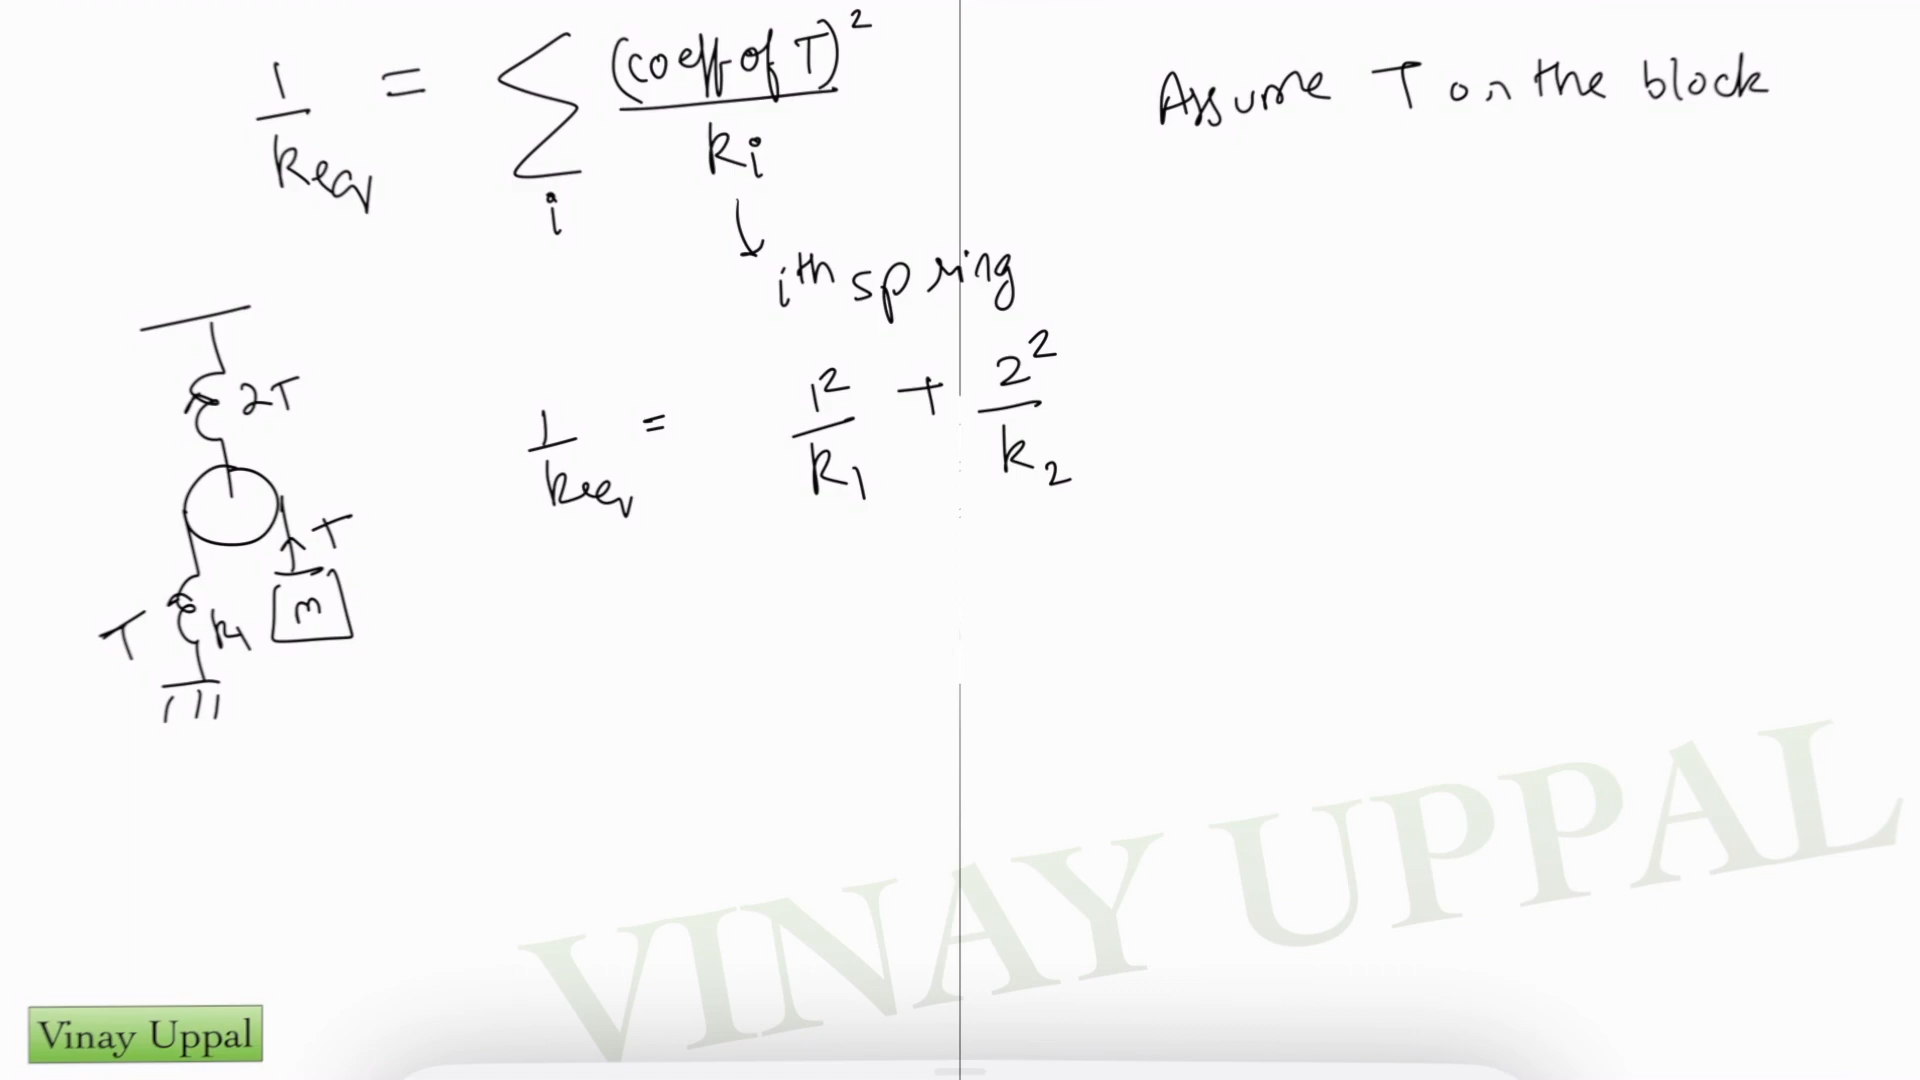 1/keq = Σ_i (coeff of T)²/ki
Assume T on the block
ith spring
2T
1/keq = 1²/k1 + 2²/k2
T
m
T k1
VINAY UPPAL
Vinay Uppal